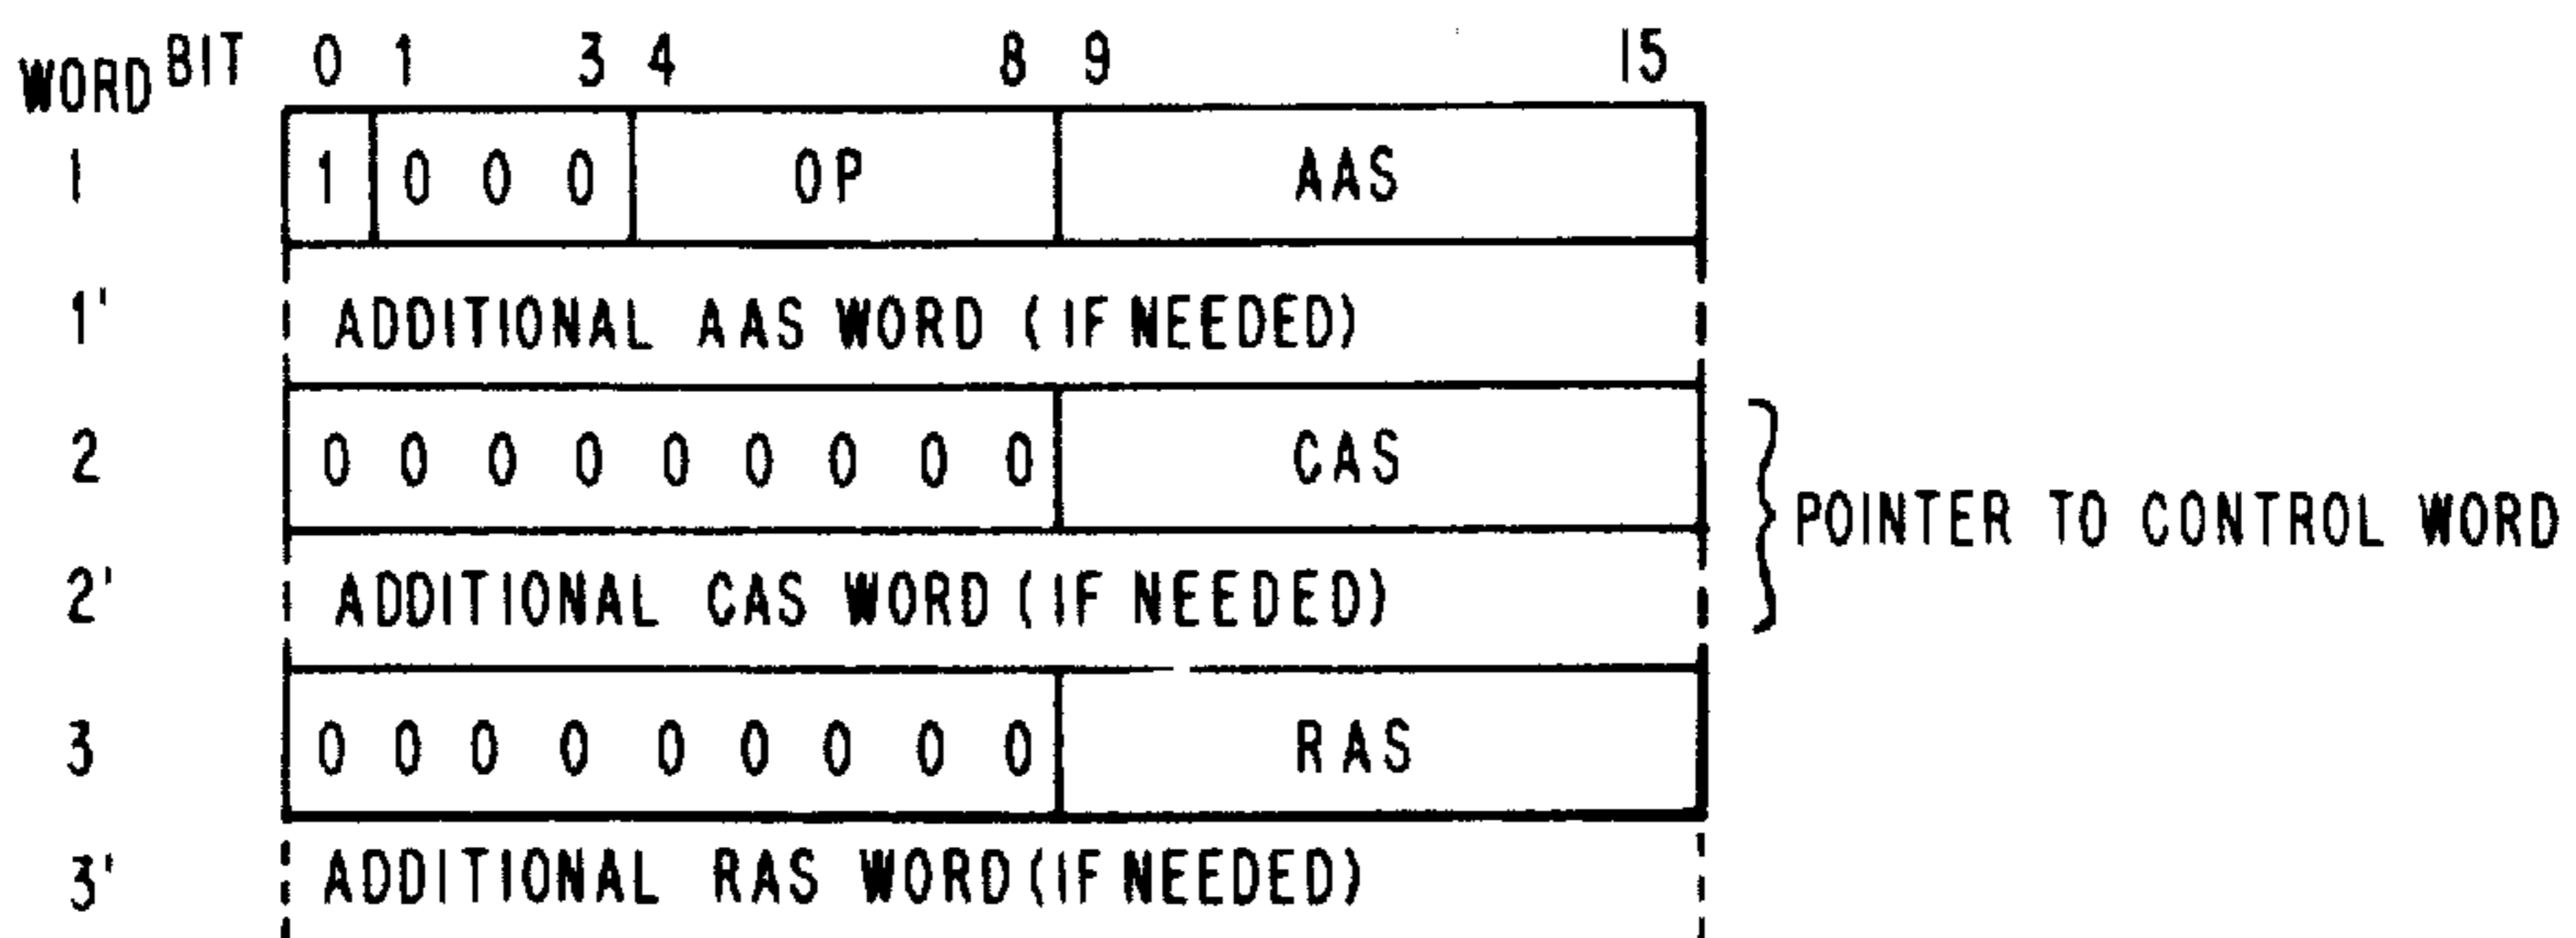 WORD BIT 0 1 3 4 8 9 15
1 1 0 0 0 OP AAS
1' ADDITIONAL AAS WORD (IF NEEDED)
2 0 0 0 0 0 0 0 0 0 CAS
POINTER TO CONTROL WORD
2' ADDITIONAL CAS WORD (IF NEEDED)
3 0 0 0 0 0 0 0 0 0 RAS
3' ADDITIONAL RAS WORD (IF NEEDED)